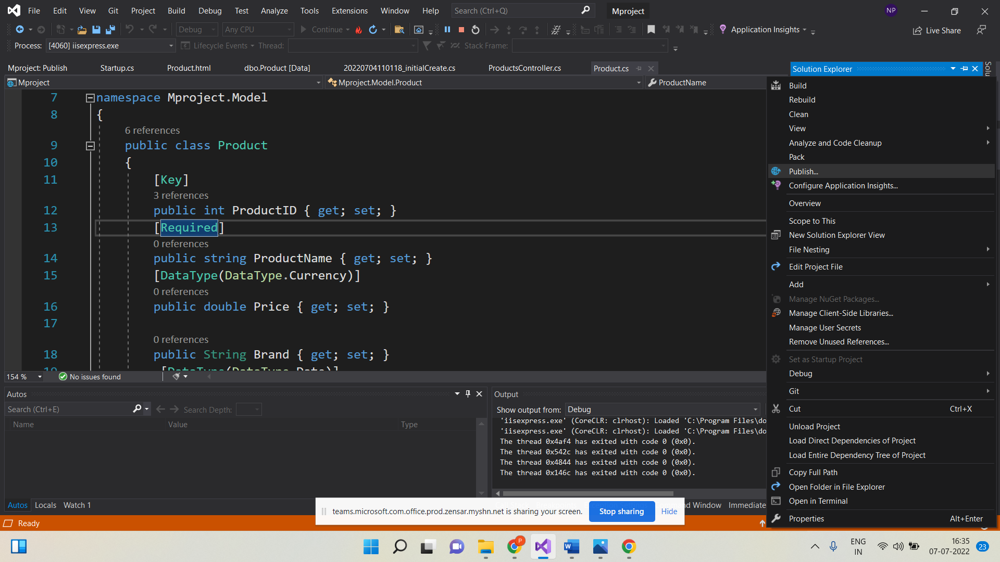 File Edit View Git Project Build Debug Test Analyze Tools Extensions Window Help Search (Ctrl+Q) Mproject NP
Debug Any CPU Continue Application Insights Live Share
Process: [4060] iisexpress.exe Lifecycle Events Thread: Stack Frame:
Mproject: Publish Startup.cs Product.html dbo.Product [Data] 20220704110118_initialCreate.cs ProductsController.cs Product.cs
Mproject Mproject.Model.Product ProductName
7 namespace Mproject.Model
8 {
6 references
9 public class Product
10 {
11 [Key]
3 references
12 public int ProductID { get; set; }
13 [Required]
0 references
14 public string ProductName { get; set; }
15 [DataType(DataType.Currency)]
0 references
16 public double Price { get; set; }
17
0 references
18 public String Brand { get; set; }
19 [DataType(DataType.Date)]
154 % No issues found
Autos
Search (Ctrl+E) Search Depth:
Name Value Type
Autos Locals Watch 1
Output
Show output from: Debug
'iisexpress.exe' (CoreCLR: clrhost): Loaded 'C:\Program Files\do
'iisexpress.exe' (CoreCLR: clrhost): Loaded 'C:\Program Files\do
The thread 0x4af4 has exited with code 0 (0x0).
The thread 0x542c has exited with code 0 (0x0).
The thread 0x4844 has exited with code 0 (0x0).
The thread 0x146c has exited with code 0 (0x0).
nd Window Immediate
Solution Explorer
Solu
Build
Rebuild
Clean
View
Analyze and Code Cleanup
Pack
Publish...
Configure Application Insights...
Overview
Scope to This
New Solution Explorer View
File Nesting
Edit Project File
Add
Manage NuGet Packages...
Manage Client-Side Libraries...
Manage User Secrets
Remove Unused References...
Set as Startup Project
Debug
Git
Cut Ctrl+X
Unload Project
Load Direct Dependencies of Project
Load Entire Dependency Tree of Project
Copy Full Path
Open Folder in File Explorer
Open in Terminal
Properties Alt+Enter
teams.microsoft.com.office.prod.zensar.myshn.net is sharing your screen. Stop sharing Hide
Ready
P
ENG
IN
16:35
07-07-2022
23